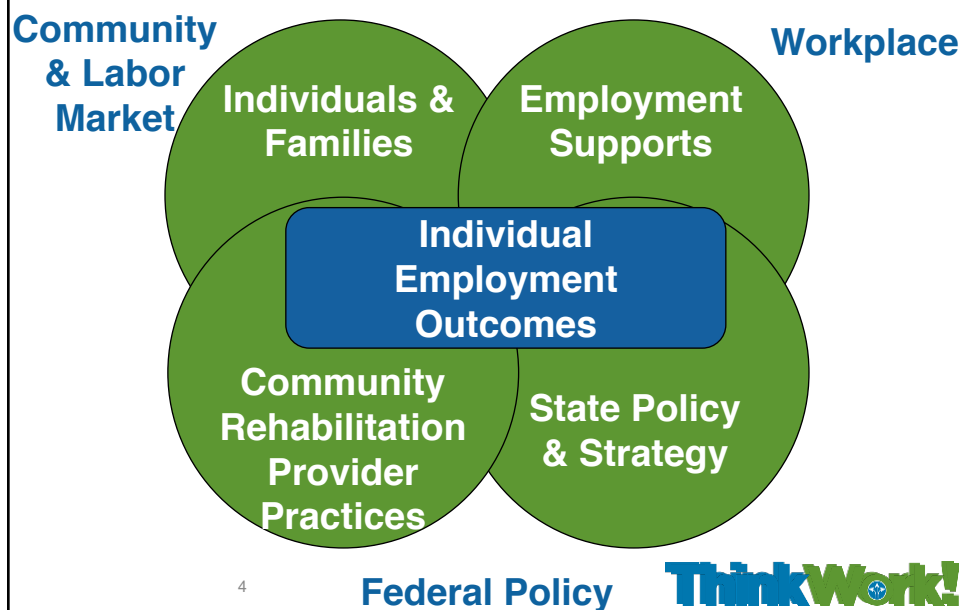 Community
& Labor
Market
Workplace
Individuals &
Families
Employment
Supports
Individual
Employment
Outcomes
Community
Rehabilitation
Provider
Practices
State Policy
& Strategy
4
Federal Policy
ThinkWork!